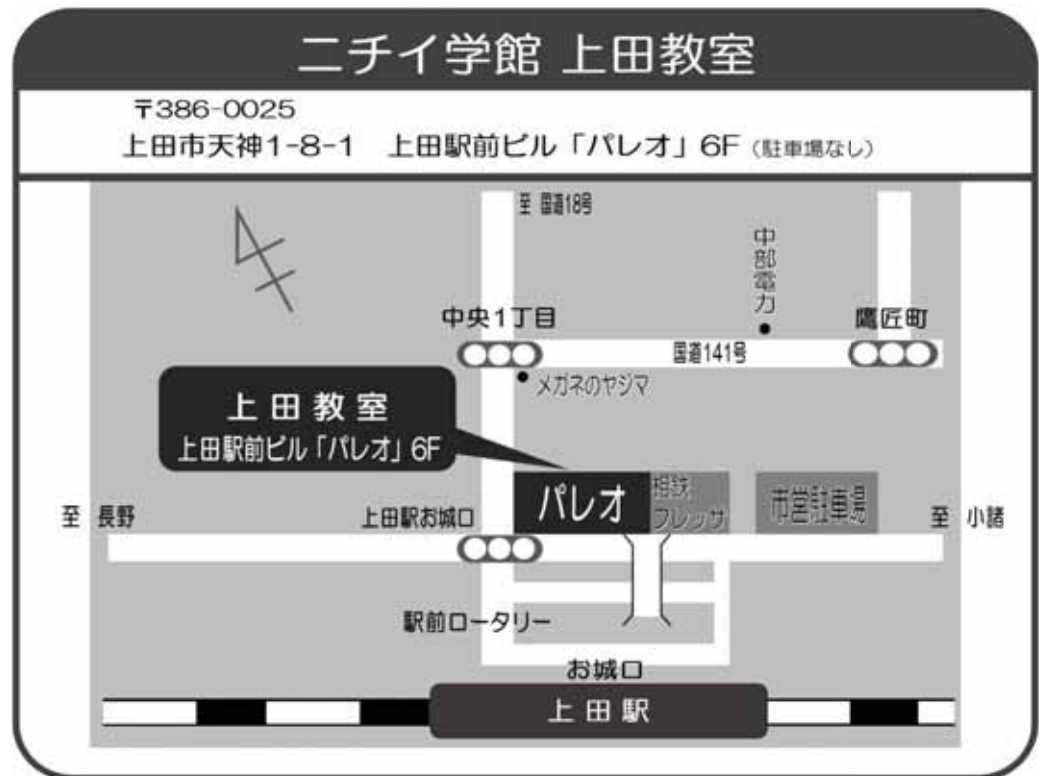 ニチイ学館 上田教室
〒386-0025
上田市天神1-8-1　上田駅前ビル「パレオ」6F（駐車場なし）
至 国道18号
中部電力
中央1丁目
鷹匠町
国道141号
メガネのヤジマ
上田教室
上田駅前ビル「パレオ」6F
パレオ
相鉄
フレッサ
市営駐車場
至 長野
上田駅お城口
至 小諸
駅前ロータリー
お城口
上田駅